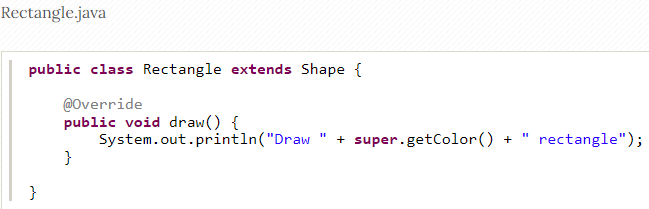 Rectangle.java
public class Rectangle extends Shape {
@Override
public void draw() {
System.out.println("Draw " + super.getColor() + " rectangle");
}
}